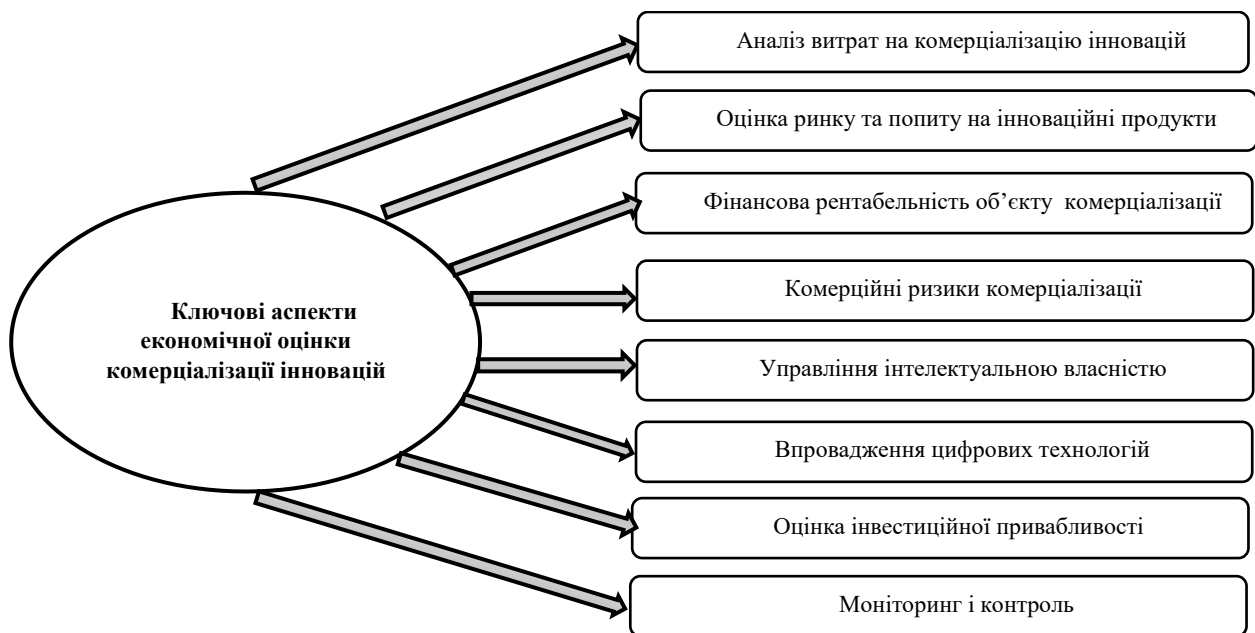 Аналіз витрат на комерціалізацію інновацій
Оцінка ринку та попиту на інноваційні продукти
Фінансова рентабельність об’єкту комерціалізації
Комерційні ризики комерціалізації
Ключові аспекти
економічної оцінки
комерціалізації інновацій
Управління інтелектуальною власністю
Впровадження цифрових технологій
Оцінка інвестиційної привабливості
Моніторинг і контроль